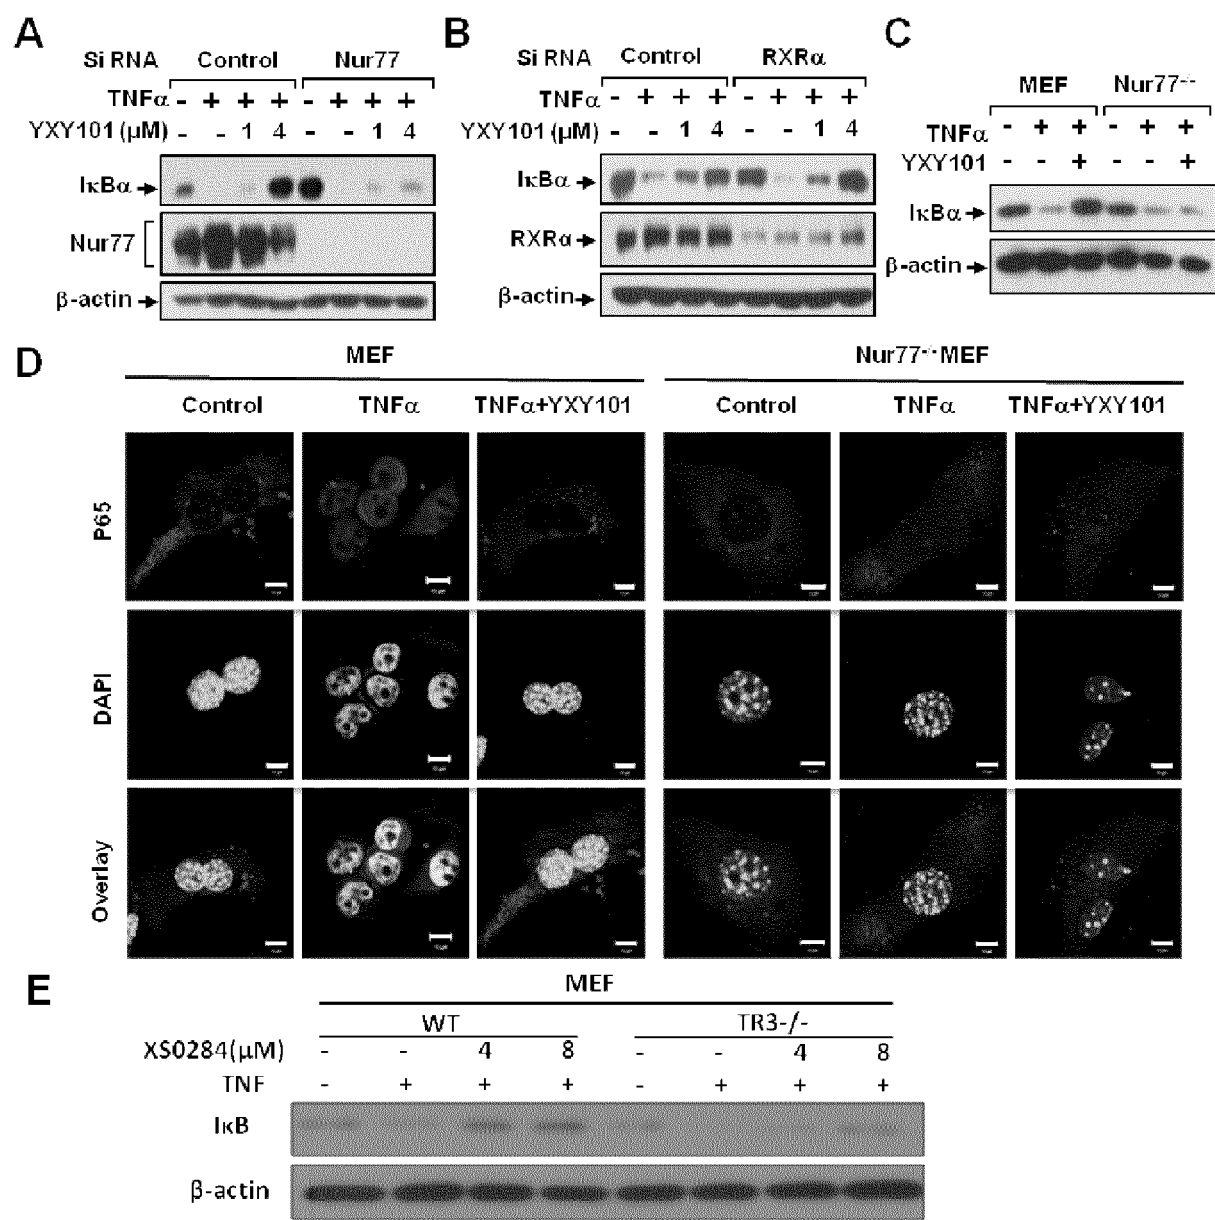 A
Si RNA Control Nur77
TNFα - + + + - + + +
YXY101 (μM) - - 1 4 - - 1 4
IκBα
Nur77
β-actin
B
Si RNA Control RXRα
TNFα - + + + - + + +
YXY101 (μM) - - 1 4 - - 1 4
IκBα
RXRα
β-actin
C
MEF Nur77-/-
TNFα - + + - + +
YXY101 - - + - - +
IκBα
β-actin
D
MEF Nur77-/-MEF
Control TNFα TNFα+YXY101 Control TNFα TNFα+YXY101
P65
DAPI
Overlay
E
MEF
WT TR3-/-
XS0284(μM) - - 4 8 - - 4 8
TNF - + + + - + + +
IκB
β-actin